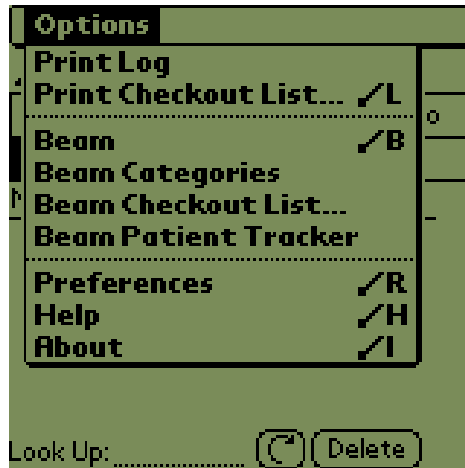 Options
Print Log
Print Checkout List... L
Beam B
Beam Categories
Beam Checkout List...
Beam Patient Tracker
Preferences R
Help H
About I
Look Up: Delete